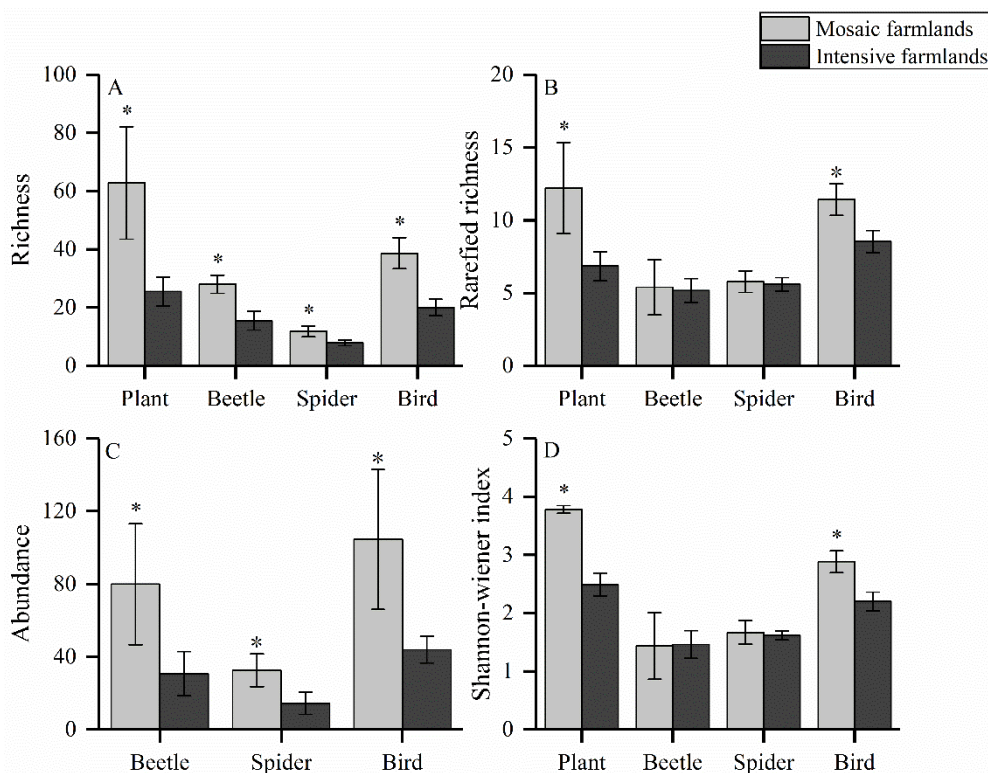 Mosaic farmlands
Intensive farmlands
A
Richness
100
80
60
40
20
0
* * * *
Plant Beetle Spider Bird
B
Rarefied richness
20
15
10
5
0
* *
Plant Beetle Spider Bird
C
Abundance
160
120
80
40
0
* * *
Beetle Spider Bird
D
Shannon-wiener index
5
4
3
2
1
0
* *
Plant Beetle Spider Bird